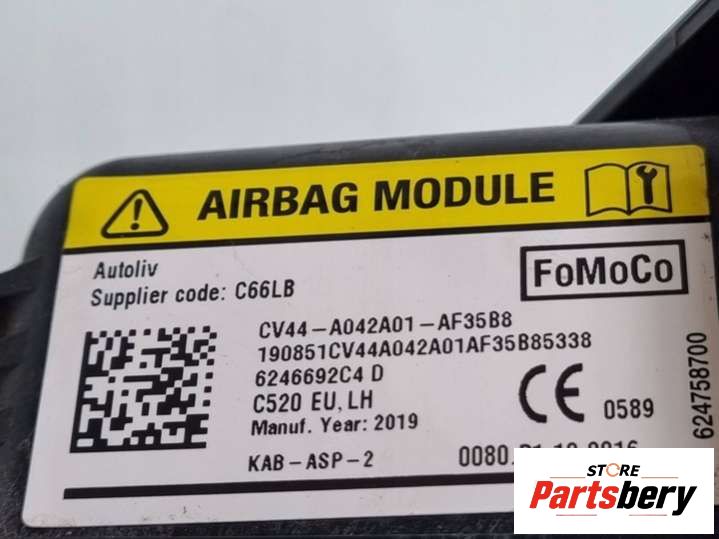 AIRBAG MODULE
Autoliv
Supplier code: C66LB
FoMoCo
CV44-A042A01-AF35B8
190851CV44A042A01AF35B85338
6246692C4 D
C520 EU, LH
Manuf. Year: 2019
CE 0589
KAB-ASP-2
624758700
STORE
Partsbery